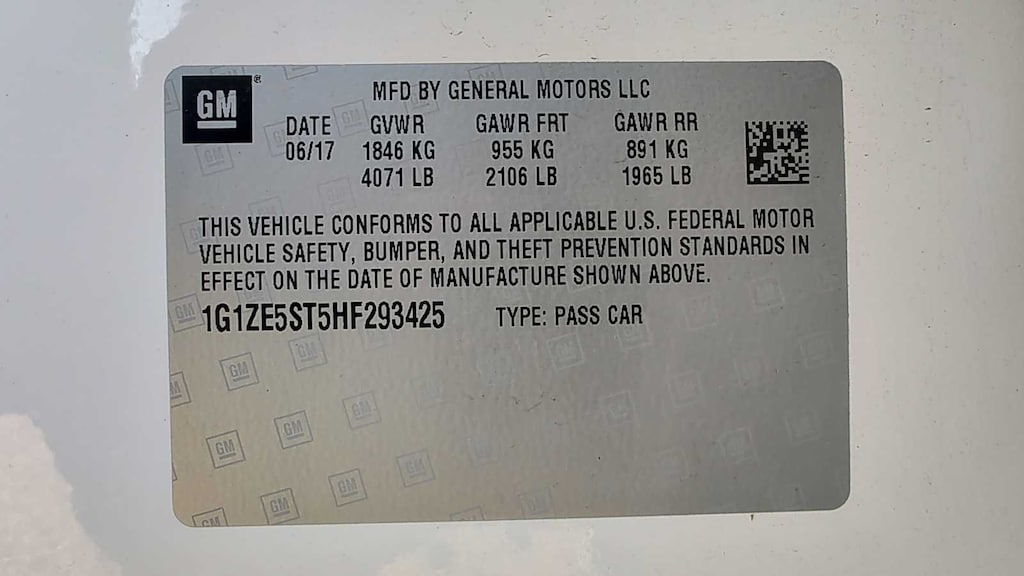 GM®
MFD BY GENERAL MOTORS LLC
DATE GVWR GAWR FRT GAWR RR
06/17 1846 KG 955 KG 891 KG
4071 LB 2106 LB 1965 LB
THIS VEHICLE CONFORMS TO ALL APPLICABLE U.S. FEDERAL MOTOR
VEHICLE SAFETY, BUMPER, AND THEFT PREVENTION STANDARDS IN
EFFECT ON THE DATE OF MANUFACTURE SHOWN ABOVE.
1G1ZE5ST5HF293425 TYPE: PASS CAR